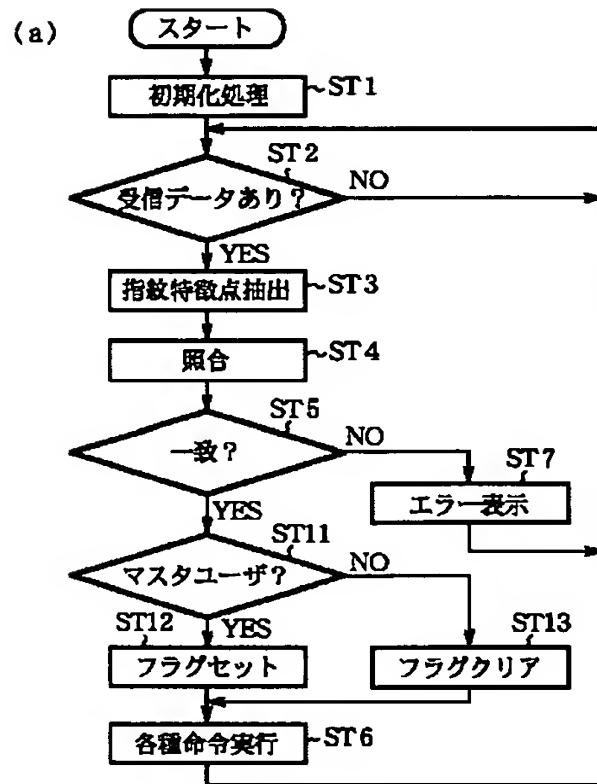 (a)
スタート
初期化処理
ST1
ST2
受信データあり?
NO
YES
指紋特徴点抽出
ST3
照合
ST4
ST5
一致?
NO
YES
ST7
エラー表示
ST11
マスタユーザ?
NO
YES
ST12
フラグセット
ST13
フラグクリア
各種命令実行
ST6